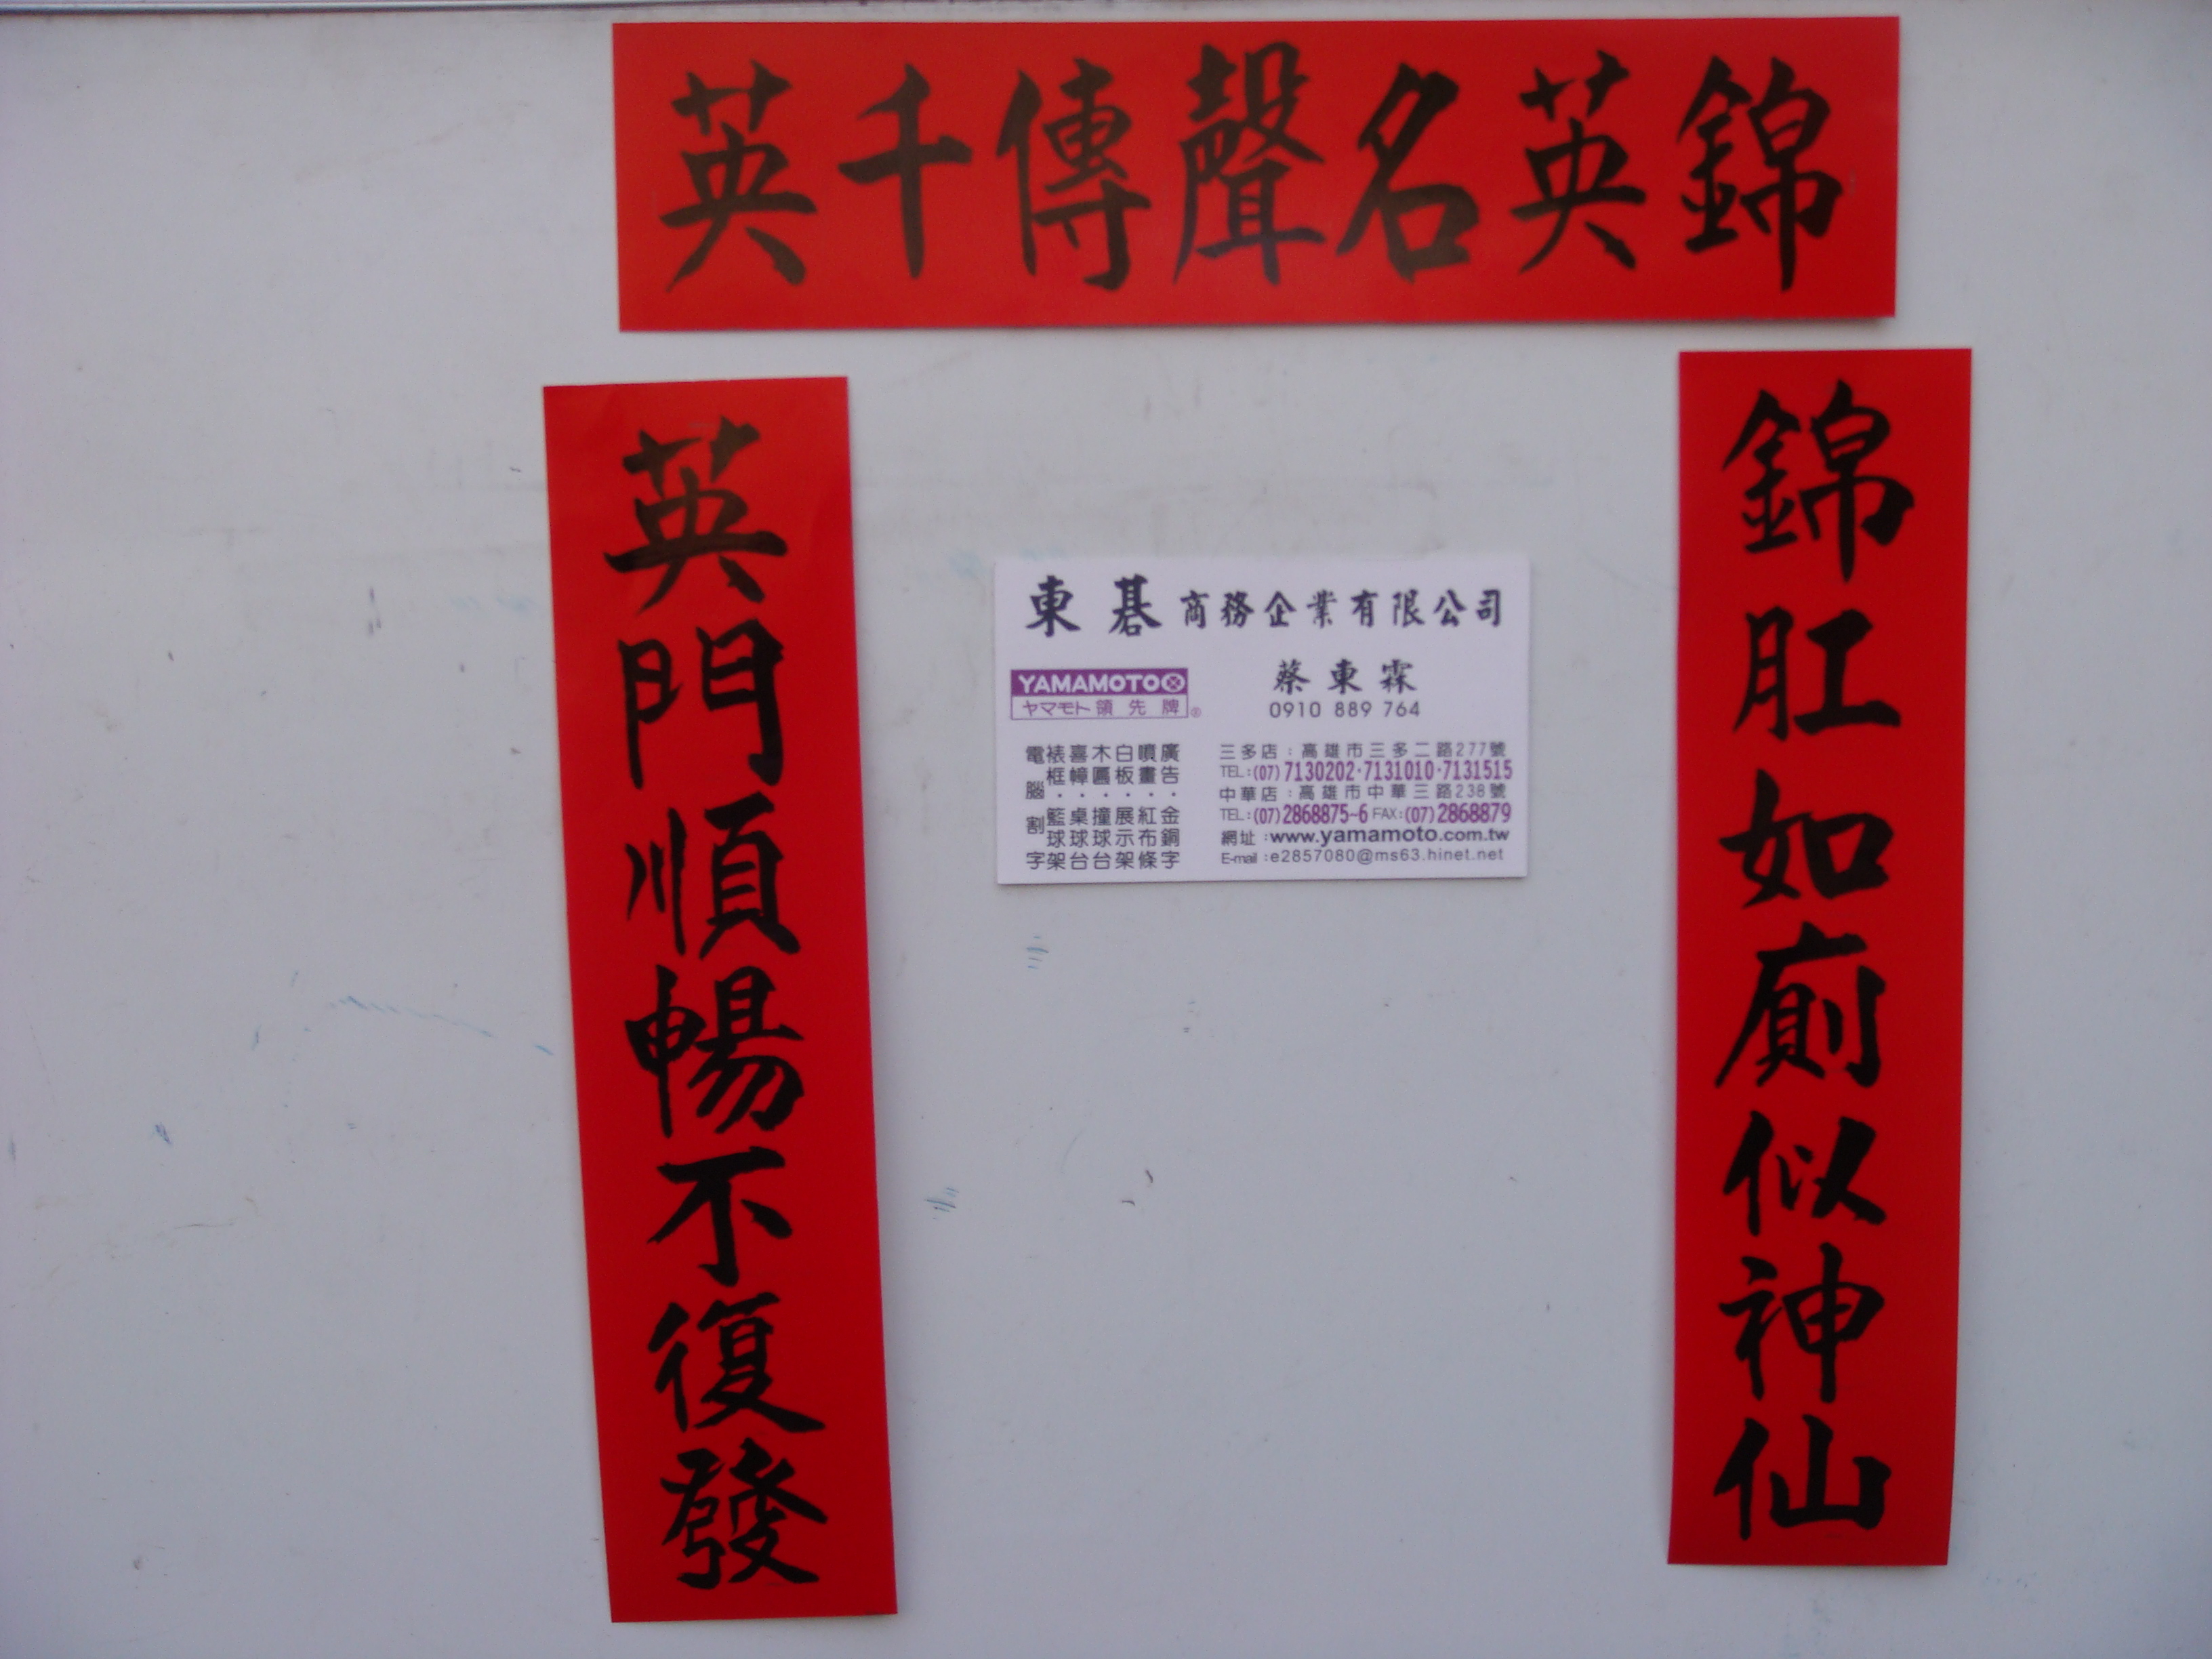 錦英名聲傳千英
錦肛如廁似神仙
英門順暢不復發
東碁商務企業有限公司
YAMAMOTO
ヤマモト領先牌®
蔡東霖
0910 889 764
廣告・金銅字
噴畫・紅布條
白板・展示架
木匾・撞球台
喜幛・桌球台
裱框・籃球架
電腦割字
三多店：高雄市三多二路277號
TEL:(07)7130202·7131010·7131515
中華店：高雄市中華三路238號
TEL:(07)2868875~6 FAX:(07)2868879
網址:www.yamamoto.com.tw
E-mail:e2857080@ms63.hinet.net